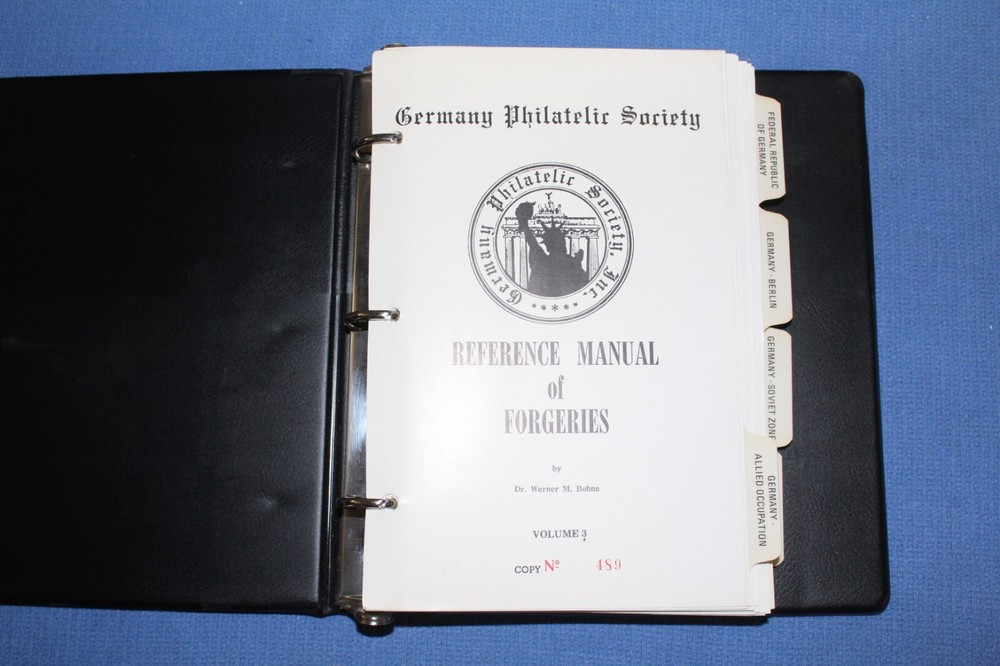 Germany Philatelic Society
Germany Philatelic Society, Inc.
*****
REFERENCE MANUAL
of
FORGERIES
by
Dr. Werner M. Bohne
VOLUME 3
COPY Nº 489
FEDERAL REPUBLIC
OF GERMANY
GERMANY - BERLIN
GERMANY - SOVIET ZONE
GERMANY -
ALLIED OCCUPATION